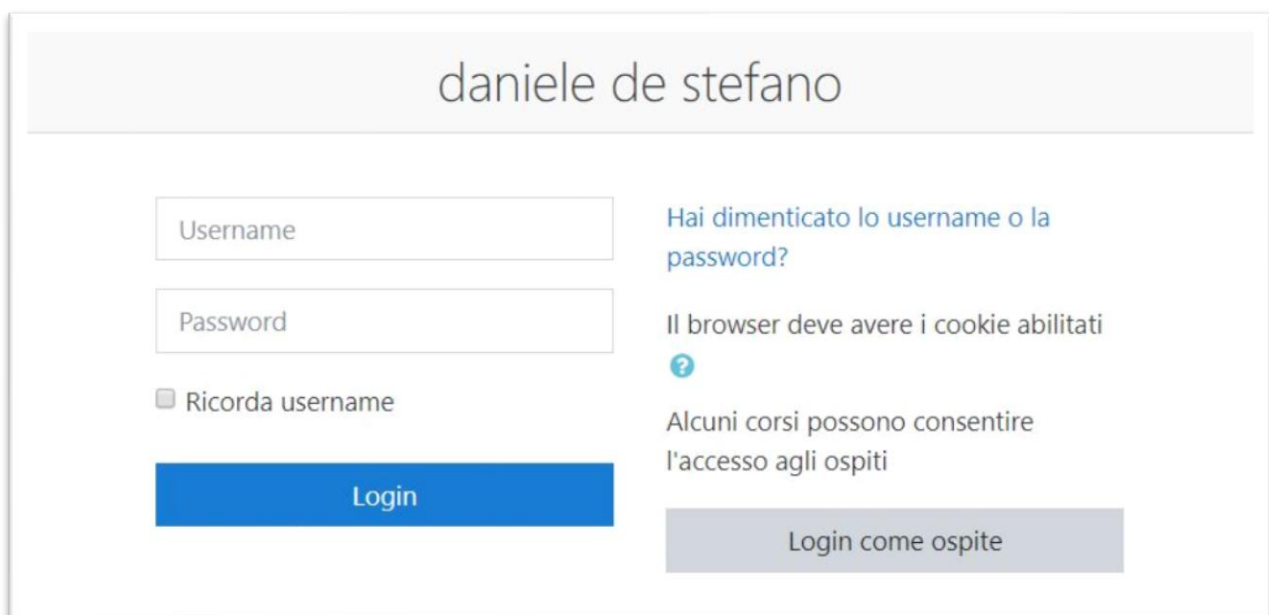 daniele de stefano
Username
Password
Ricorda username
Login
Hai dimenticato lo username o la
password?
Il browser deve avere i cookie abilitati
?
Alcuni corsi possono consentire
l'accesso agli ospiti
Login come ospite